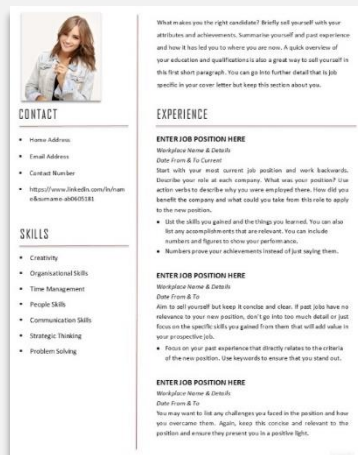 What makes you the right candidate? Briefly sell yourself with your
attributes and achievements. Summarise yourself and past experience
and how it has led you to where you are now. A quick overview of
your education and qualifications is also a great way to sell yourself in
this first short paragraph. You can go into further detail that is job
specific in your cover letter but keep this section about you.
CONTACT
▪ Home Address
▪ Email Address
▪ Contact Number
▪ https://www.linkedin.com/in/nam
e&surname-ab0605181
SKILLS
▪ Creativity
▪ Organisational Skills
▪ Time Management
▪ People Skills
▪ Communication Skills
▪ Strategic Thinking
▪ Problem Solving
EXPERIENCE
ENTER JOB POSITION HERE
Workplace Name & Details
Date From & To Current
Start with your most current job position and work backwards.
Describe your role at each company. What was your position? Use
action verbs to describe why you were employed there. How did you
benefit the company and what could you take from this role to apply
to the new position.
• List the skills you gained and the things you learned. You can also
list any accomplishments that are relevant. You can include
numbers and figures to show your performance.
• Numbers prove your achievements instead of just saying them.
ENTER JOB POSITION HERE
Workplace Name & Details
Date From & To
Aim to sell yourself but keep it concise and clear. If past jobs have no
relevance to your new position, don't go into too much detail or just
focus on the specific skills you gained from them that will add value in
your prospective job.
• Focus on your past experience that directly relates to the criteria
of the new position. Use keywords to ensure that you stand out.
ENTER JOB POSITION HERE
Workplace Name & Details
Date From & To
You may want to list any challenges you faced in the position and how
you overcame them. Again, keep this concise and relevant to the
position and ensure they present you in a positive light.